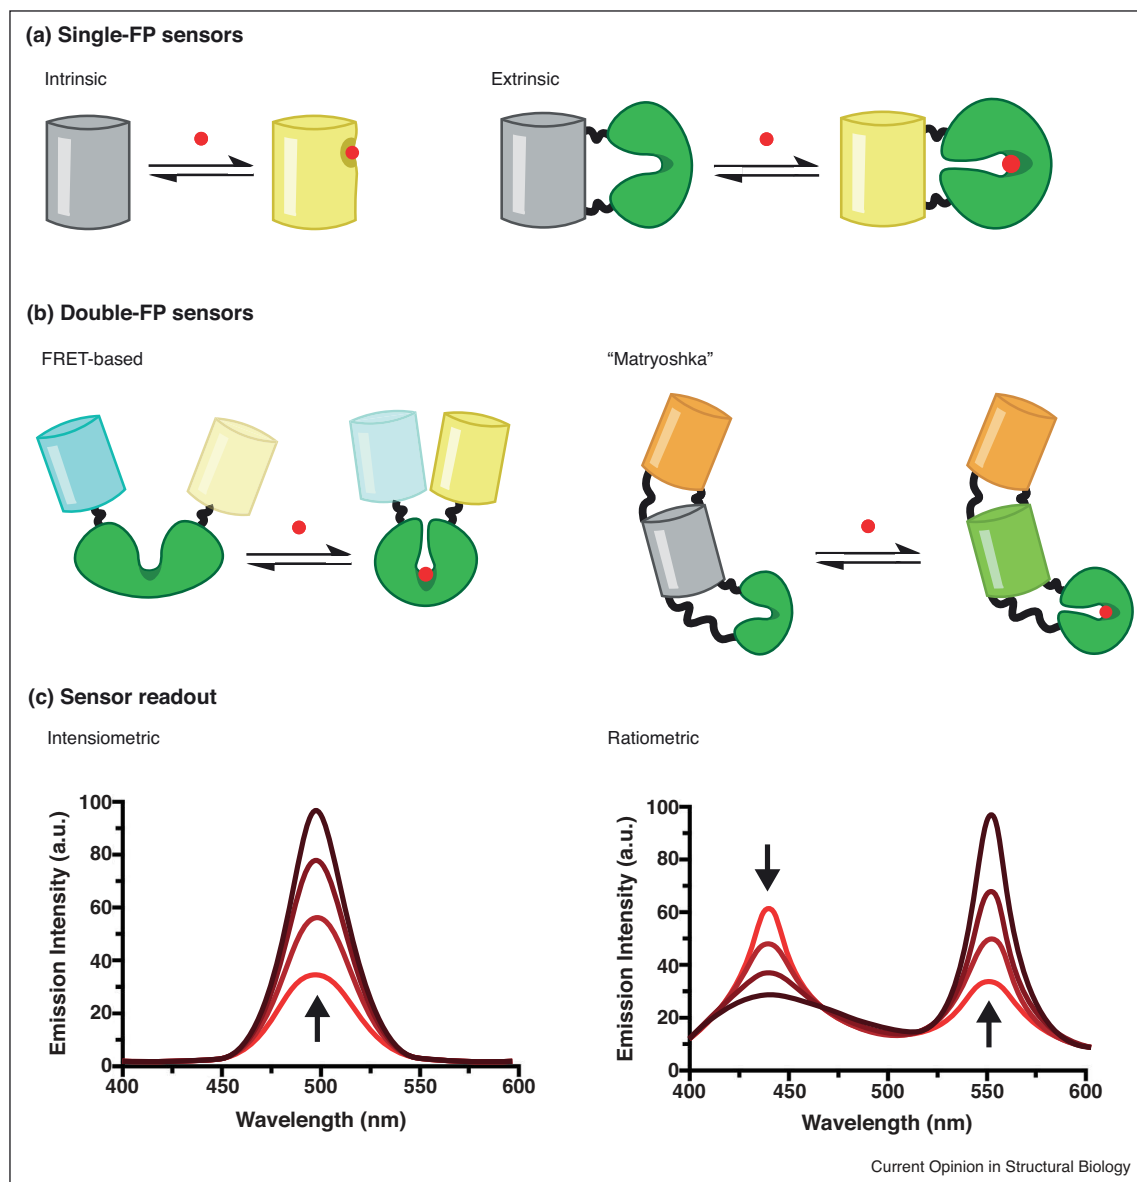 (a) Single-FP sensors
Intrinsic
Extrinsic
(b) Double-FP sensors
FRET-based
“Matryoshka”
(c) Sensor readout
Intensiometric
Ratiometric
Emission Intensity (a.u.)
100
80
60
40
20
0
400
450
500
550
600
Wavelength (nm)
Emission Intensity (a.u.)
100
80
60
40
20
0
400
450
500
550
600
Wavelength (nm)
Current Opinion in Structural Biology